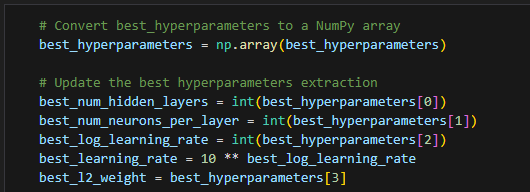 # Convert best_hyperparameters to a NumPy array
best_hyperparameters = np.array(best_hyperparameters)
# Update the best hyperparameters extraction
best_num_hidden_layers = int(best_hyperparameters[0])
best_num_neurons_per_layer = int(best_hyperparameters[1])
best_log_learning_rate = int(best_hyperparameters[2])
best_learning_rate = 10 ** best_log_learning_rate
best_l2_weight = best_hyperparameters[3]